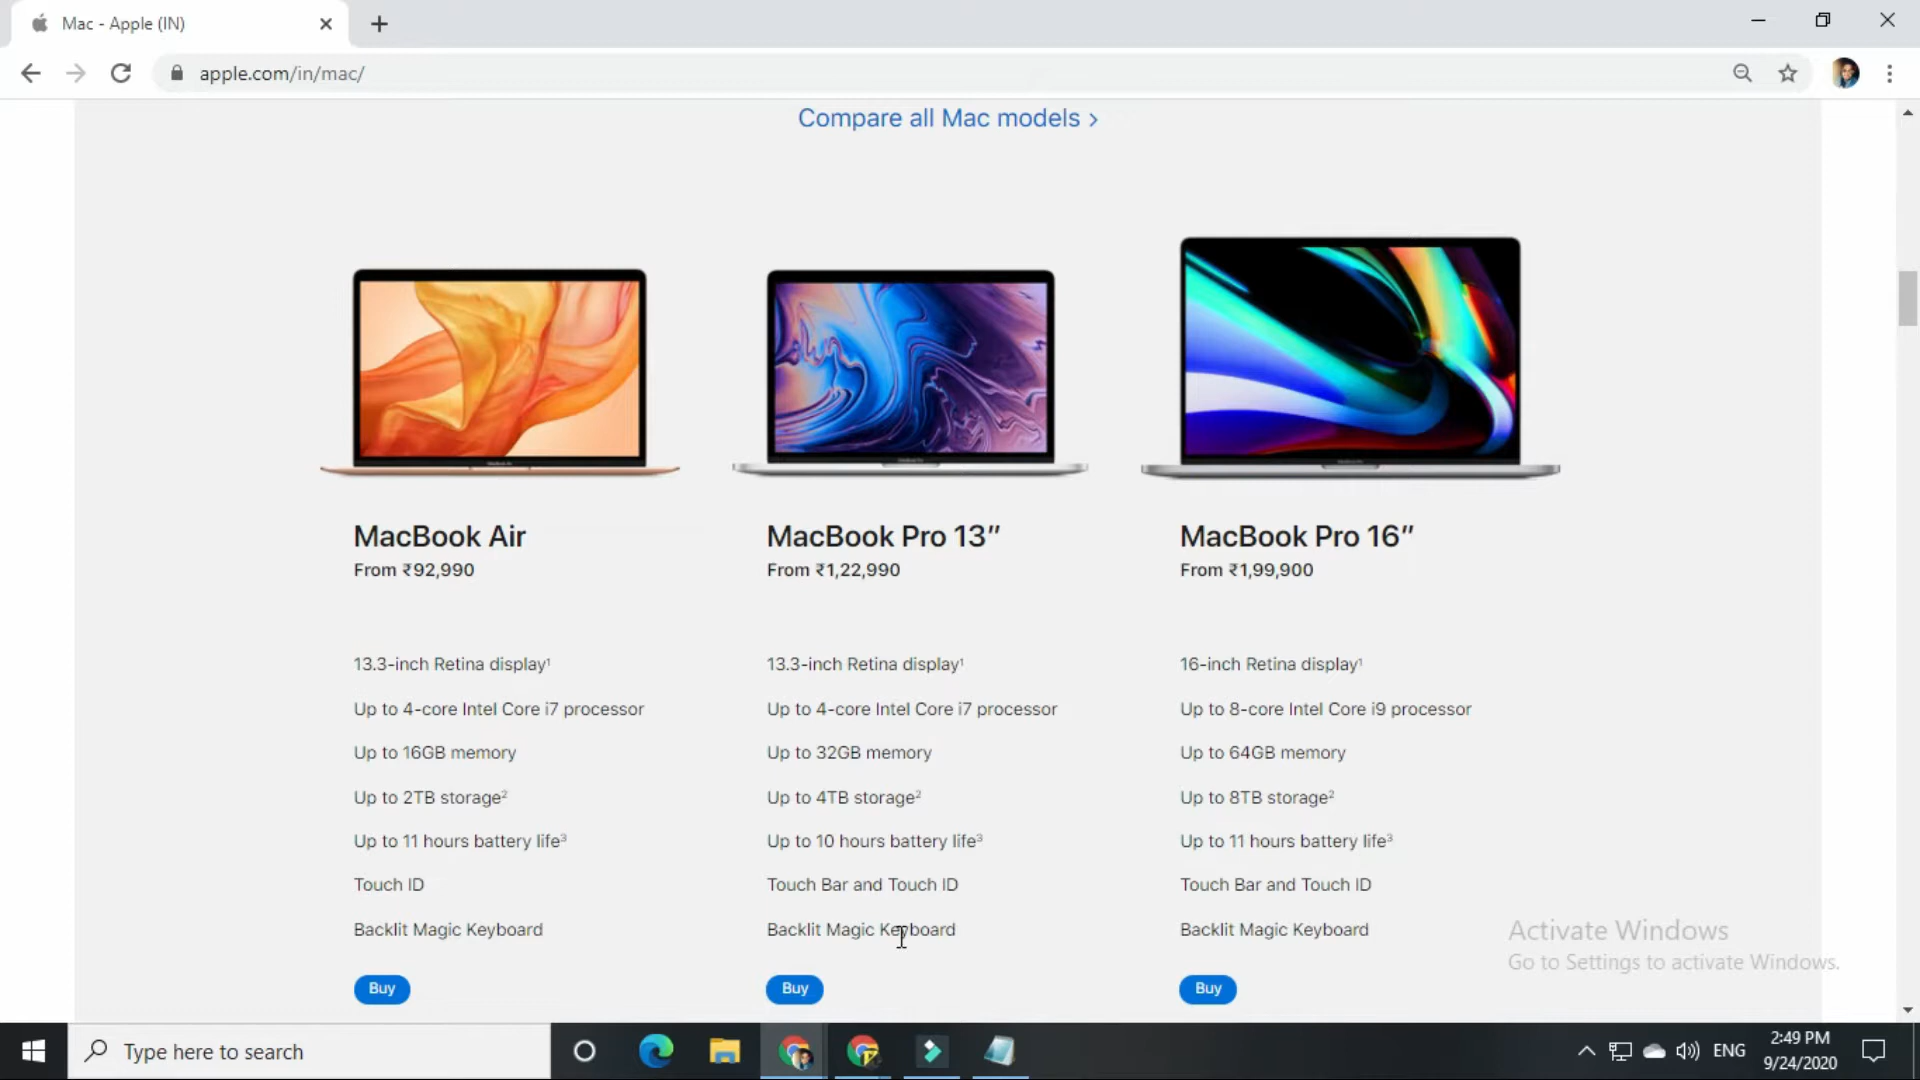 Mac - Apple (IN)
apple.com/in/mac/
Compare all Mac models >
MacBook Air
From ₹92,990
13.3-inch Retina display¹
Up to 4-core Intel Core i7 processor
Up to 16GB memory
Up to 2TB storage²
Up to 11 hours battery life³
Touch ID
Backlit Magic Keyboard
Buy
MacBook Pro 13″
From ₹1,22,990
13.3-inch Retina display¹
Up to 4-core Intel Core i7 processor
Up to 32GB memory
Up to 4TB storage²
Up to 10 hours battery life³
Touch Bar and Touch ID
Backlit Magic Keyboard
Buy
MacBook Pro 16″
From ₹1,99,900
16-inch Retina display¹
Up to 8-core Intel Core i9 processor
Up to 64GB memory
Up to 8TB storage²
Up to 11 hours battery life³
Touch Bar and Touch ID
Backlit Magic Keyboard
Buy
Activate Windows
Go to Settings to activate Windows.
Type here to search
ENG
2:49 PM
9/24/2020